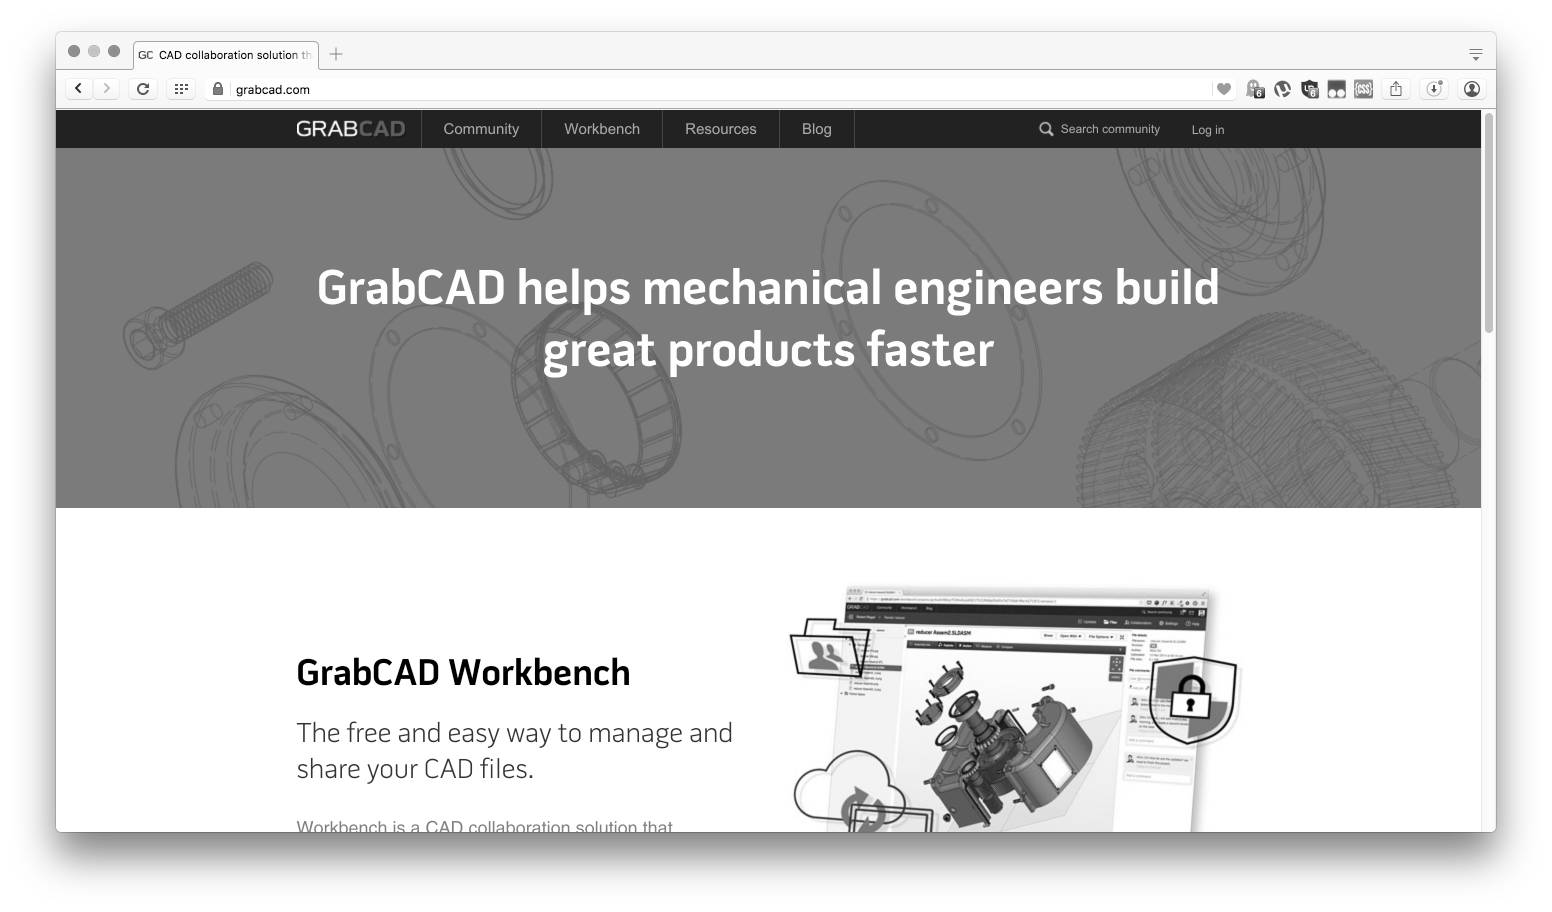 GC CAD collaboration solution th
grabcad.com
6
6
GRABCAD
Community
Workbench
Resources
Blog
Search community
Log in
GrabCAD helps mechanical engineers build
great products faster
GrabCAD Workbench
The free and easy way to manage and
share your CAD files.
Workbench is a CAD collaboration solution that
reducer Assem2.SLDASM